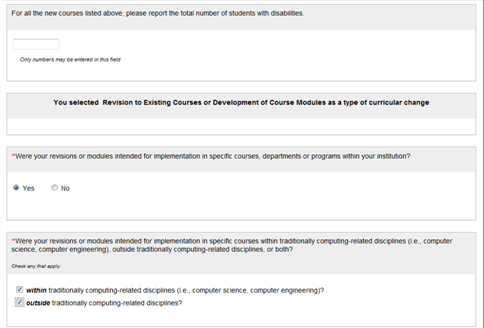 For all the new courses listed above, please report the total number of students with disabilities.
Only numbers may be entered in this field
You selected Revision to Existing Courses or Development of Course Modules as a type of curricular change
*Were your revisions or modules intended for implementation in specific courses, departments or programs within your institution?
Yes No
*Were your revisions or modules intended for implementation in specific courses within traditionally computing-related disciplines (i.e., computer
science, computer engineering), outside traditionally computing-related disciplines, or both?
Check any that apply
within traditionally computing-related disciplines (i.e., computer science, computer engineering)?
outside traditionally computing-related disciplines?